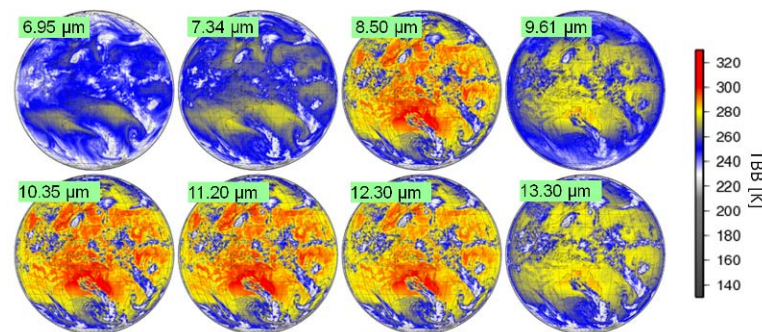 6.95 µm
7.34 µm
8.50 µm
9.61 µm
10.35 µm
11.20 µm
12.30 µm
13.30 µm
320
300
280
260
240
220
200
180
160
140
TBB [K]